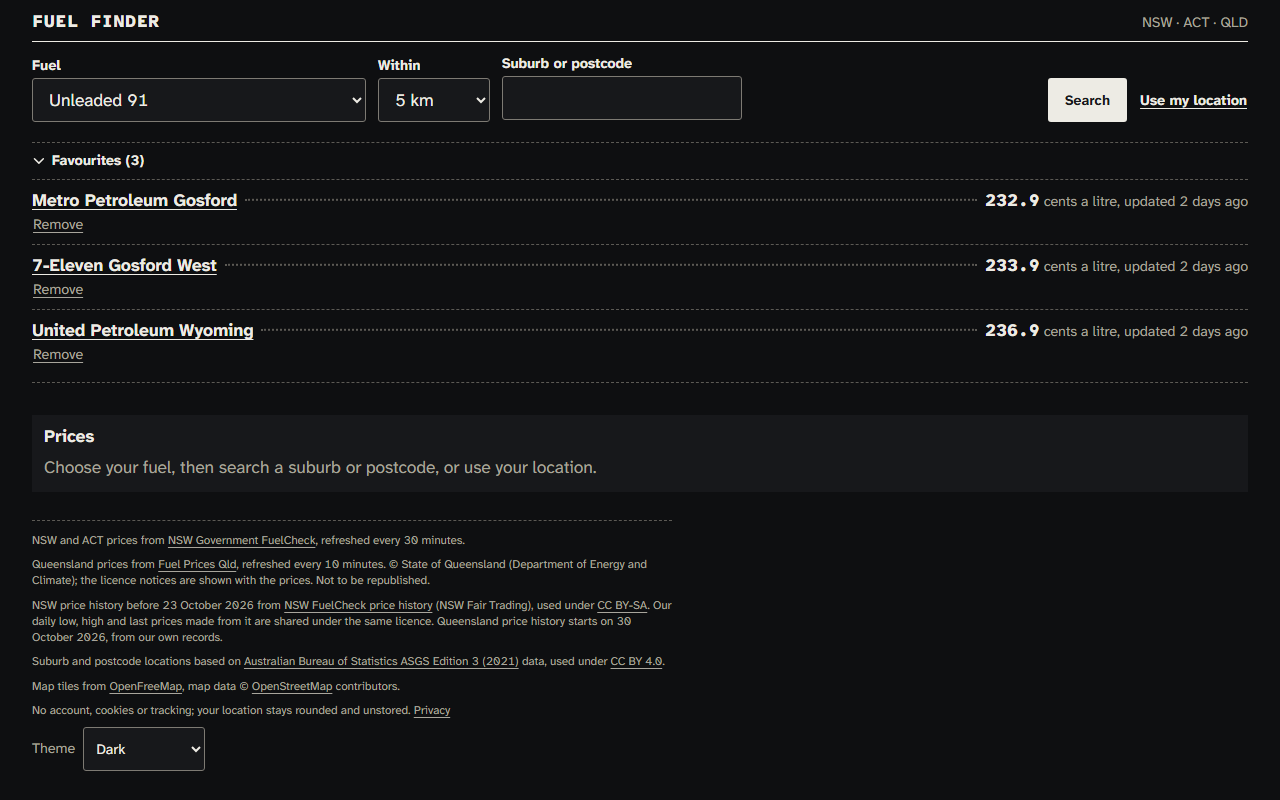 FUEL FINDER
NSW · ACT · QLD
Fuel
Within
Suburb or postcode
Unleaded 91
5 km
Search
Use my location
Favourites (3)
Metro Petroleum Gosford
232.9 cents a litre, updated 2 days ago
Remove
7-Eleven Gosford West
233.9 cents a litre, updated 2 days ago
Remove
United Petroleum Wyoming
236.9 cents a litre, updated 2 days ago
Remove
Prices
Choose your fuel, then search a suburb or postcode, or use your location.
NSW and ACT prices from NSW Government FuelCheck, refreshed every 30 minutes.
Queensland prices from Fuel Prices Qld, refreshed every 10 minutes. © State of Queensland (Department of Energy and
Climate); the licence notices are shown with the prices. Not to be republished.
NSW price history before 23 October 2026 from NSW FuelCheck price history (NSW Fair Trading), used under CC BY-SA. Our
daily low, high and last prices made from it are shared under the same licence. Queensland price history starts on 30
October 2026, from our own records.
Suburb and postcode locations based on Australian Bureau of Statistics ASGS Edition 3 (2021) data, used under CC BY 4.0.
Map tiles from OpenFreeMap, map data © OpenStreetMap contributors.
No account, cookies or tracking; your location stays rounded and unstored. Privacy
Theme
Dark